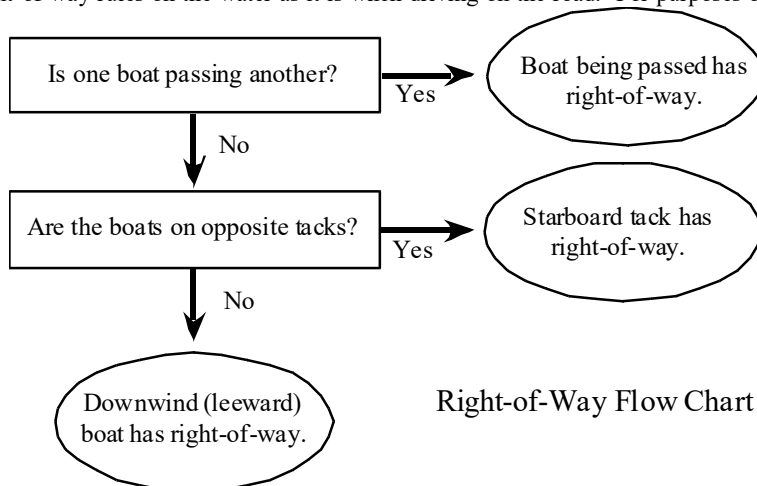 Is one boat passing another?
Yes
Boat being passed has
right-of-way.
No
Are the boats on opposite tacks?
Yes
Starboard tack has
right-of-way.
No
Downwind (leeward)
boat has right-of-way.
Right-of-Way Flow Chart